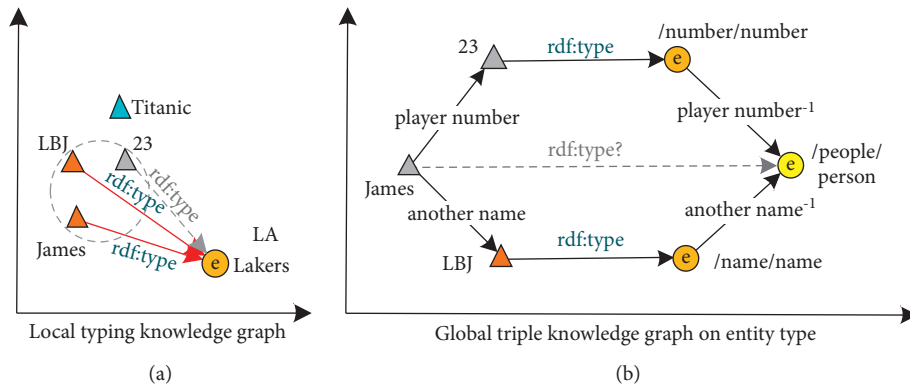 Titanic
LBJ
23
rdf:type
rdf:type
rdf:type
James
LA
e
Lakers
Local typing knowledge graph
(a)
/number/number
23
rdf:type
e
player number
player number-1
rdf:type?
e
/people/
person
James
another name
another name-1
LBJ
rdf:type
e
/name/name
Global triple knowledge graph on entity type
(b)